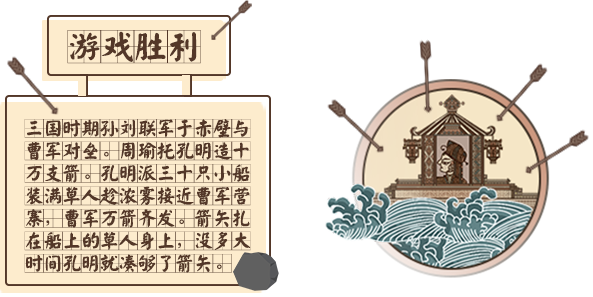 游戏胜利
三国时期孙刘联军于赤壁与
曹军对垒。周瑜托孔明造十
万支箭。孔明派三十只小船
装满草人趁浓雾接近曹军营
寨，曹军万箭齐发。箭矢扎
在船上的草人身上，没多大
时间孔明就凑够了箭矢。